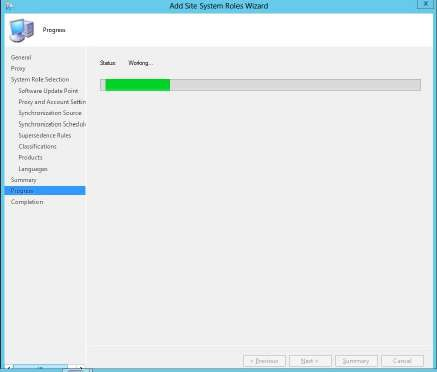 Add Site System Roles Wizard
X
Progress
General
Proxy
System Role Selection
Software Update Point
Proxy and Account Settin
Synchronization Source
Synchronization Schedul
Supersedence Rules
Classifications
Products
Languages
Summary
Progress
Completion
Status: Working...
< Previous
Next >
Summary
Cancel